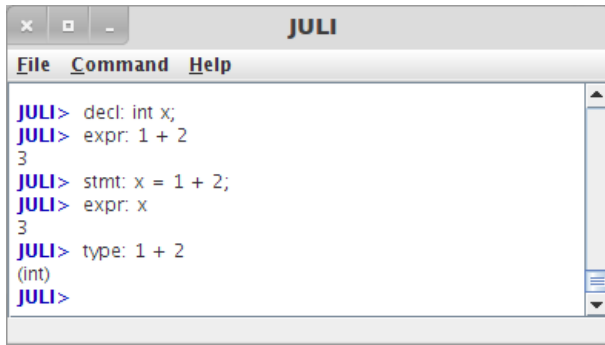 JULI
File Command Help
JULI> decl: int x;
JULI> expr: 1 + 2
3
JULI> stmt: x = 1 + 2;
JULI> expr: x
3
JULI> type: 1 + 2
(int)
JULI>